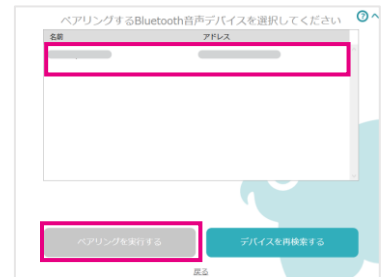 ペアリングするBluetooth音声デバイスを選択してください
?へ
名前 アドレス
ペアリングを実行する デバイスを再検索する
戻る